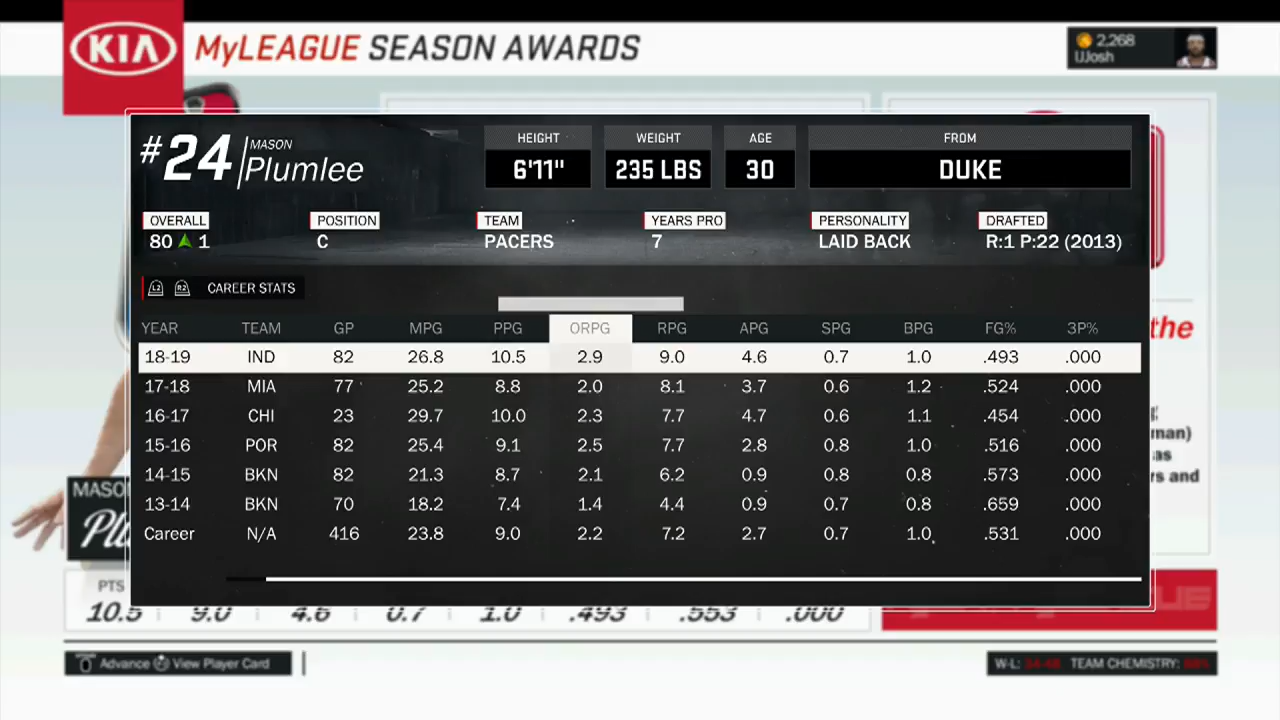 KIA MyLEAGUE SEASON AWARDS
2,268
IJJosh
#24 MASON Plumlee
HEIGHT WEIGHT AGE FROM
6'11" 235 LBS 30 DUKE
OVERALL POSITION TEAM YEARS PRO PERSONALITY DRAFTED
80 1 C PACERS 7 LAID BACK R:1 P:22 (2013)
L2 R2 CAREER STATS
YEAR TEAM GP MPG PPG ORPG RPG APG SPG BPG FG% 3P%
18-19 IND 82 26.8 10.5 2.9 9.0 4.6 0.7 1.0 .493 .000
17-18 MIA 77 25.2 8.8 2.0 8.1 3.7 0.6 1.2 .524 .000
16-17 CHI 23 29.7 10.0 2.3 7.7 4.7 0.6 1.1 .454 .000
15-16 POR 82 25.4 9.1 2.5 7.7 2.8 0.8 1.0 .516 .000
14-15 BKN 82 21.3 8.7 2.1 6.2 0.9 0.8 0.8 .573 .000
13-14 BKN 70 18.2 7.4 1.4 4.4 0.9 0.7 0.8 .659 .000
Career N/A 416 23.8 9.0 2.2 7.2 2.7 0.7 1.0 .531 .000
the
man)
as
rs and
MASO
Pl
PTS
10.5 9.0 4.6 0.7 1.0 .493 .553 .000
Advance View Player Card
W-L: TEAM CHEMISTRY: